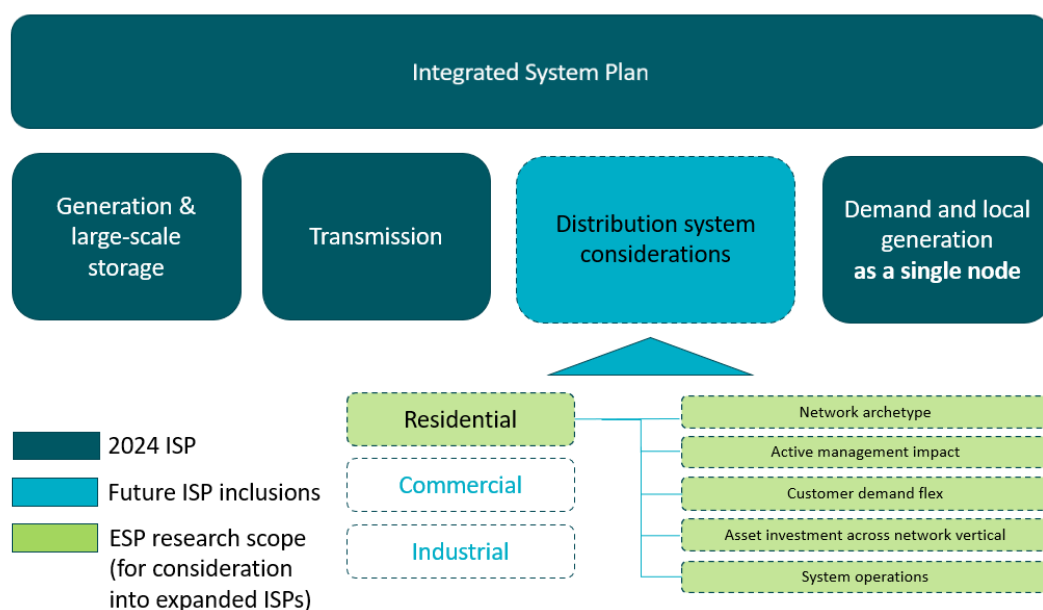 Integrated System Plan
Generation &
large-scale
storage
Transmission
Distribution system
considerations
Demand and local
generation
as a single node
Residential
Commercial
Industrial
Network archetype
Active management impact
Customer demand flex
Asset investment across network vertical
System operations
2024 ISP
Future ISP inclusions
ESP research scope
(for consideration
into expanded ISPs)